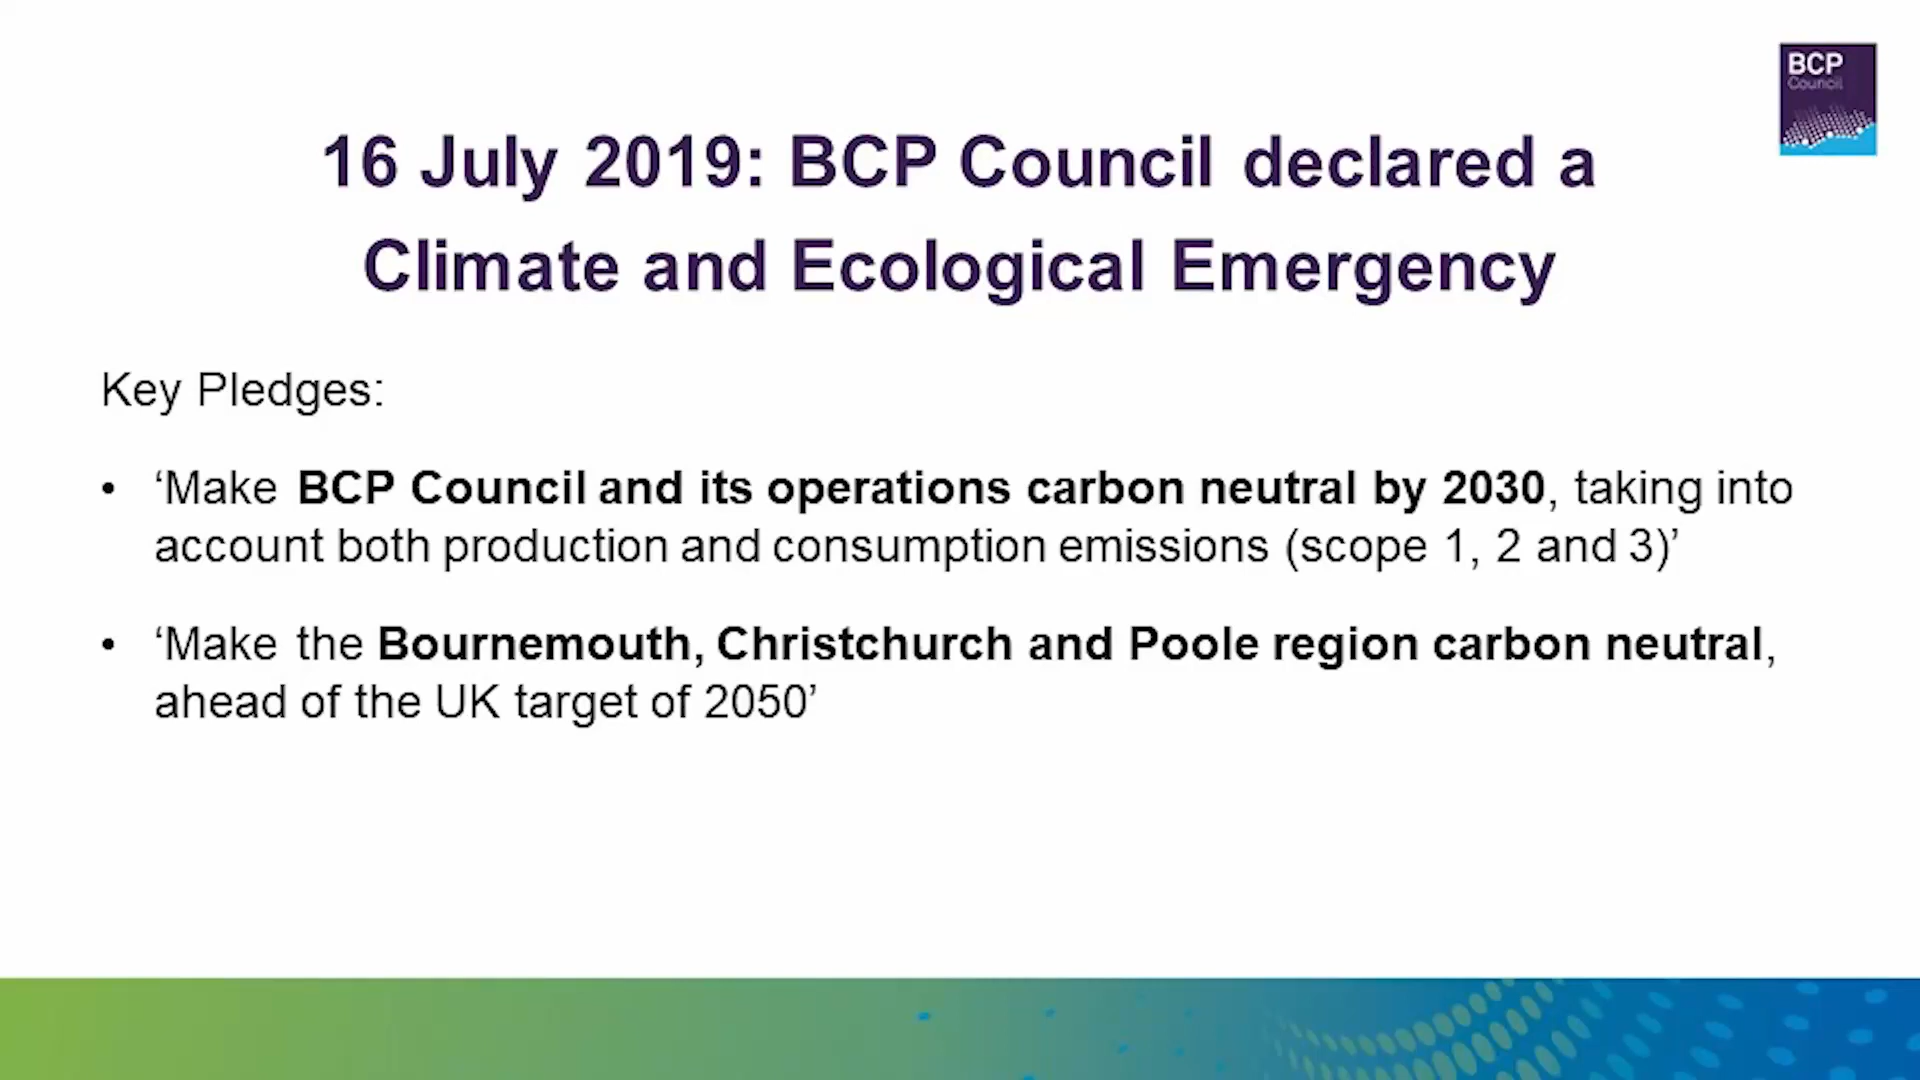 BCP
Council
16 July 2019: BCP Council declared a
Climate and Ecological Emergency
Key Pledges:
• ‘Make BCP Council and its operations carbon neutral by 2030, taking into
account both production and consumption emissions (scope 1, 2 and 3)’
• ‘Make the Bournemouth, Christchurch and Poole region carbon neutral,
ahead of the UK target of 2050’